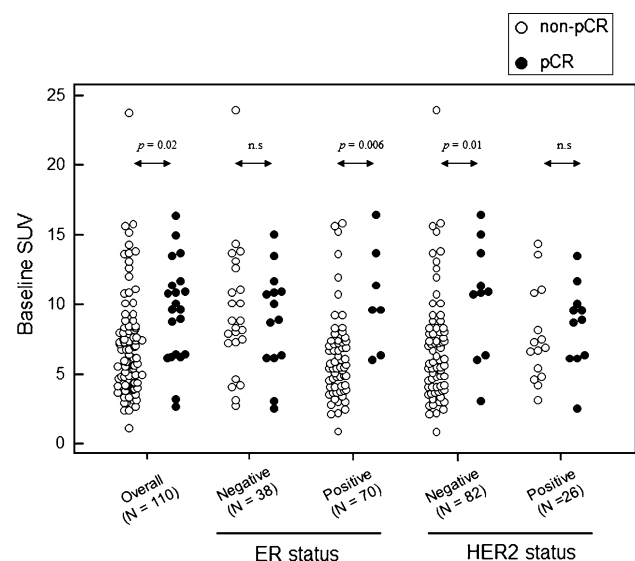 non-pCR
pCR
Baseline SUV
25
20
15
10
5
0
p = 0.02
n.s
p = 0.006
p = 0.01
n.s
Overall
(N = 110)
Negative
(N = 38)
Positive
(N = 70)
Negative
(N = 82)
Positive
(N =26)
ER status
HER2 status